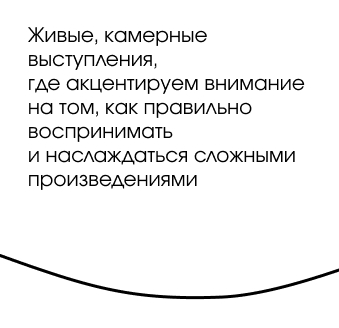 Живые, камерные
выступления,
где акцентируем внимание
на том, как правильно
воспринимать
и наслаждаться сложными
произведениями